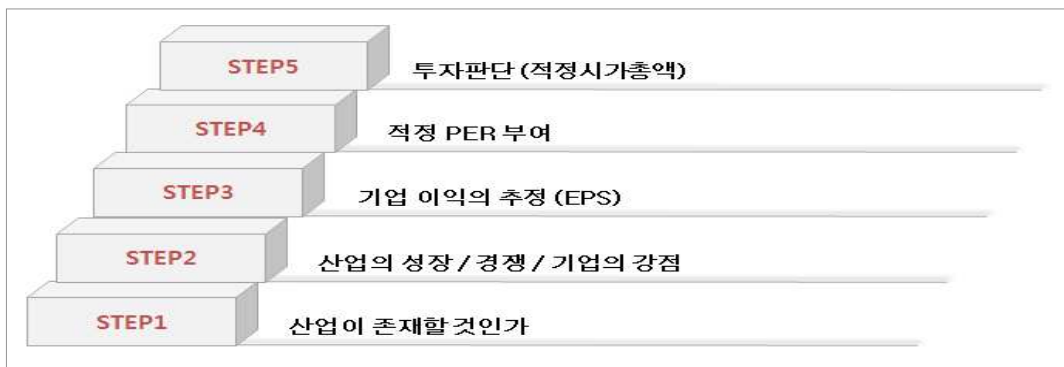 STEP5 투자판단 (적정시가총액)
STEP4 적정 PER 부여
STEP3 기업 이익의 추정 (EPS)
STEP2 산업의 성장 / 경쟁 / 기업의 강점
STEP1 산업이 존재할것인가